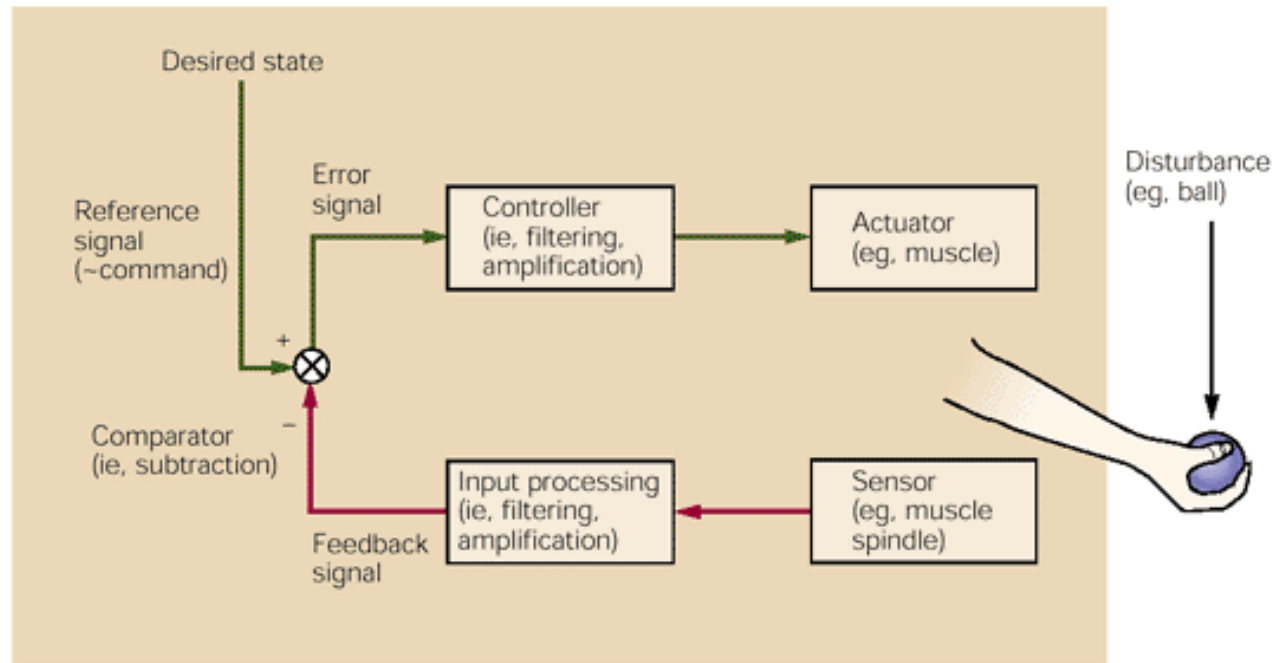 Desired state
Reference
signal
(~command)
Error
signal
Controller
(ie, filtering,
amplification)
Actuator
(eg, muscle)
Disturbance
(eg, ball)
+
−
Comparator
(ie, subtraction)
Feedback
signal
Input processing
(ie, filtering,
amplification)
Sensor
(eg, muscle
spindle)